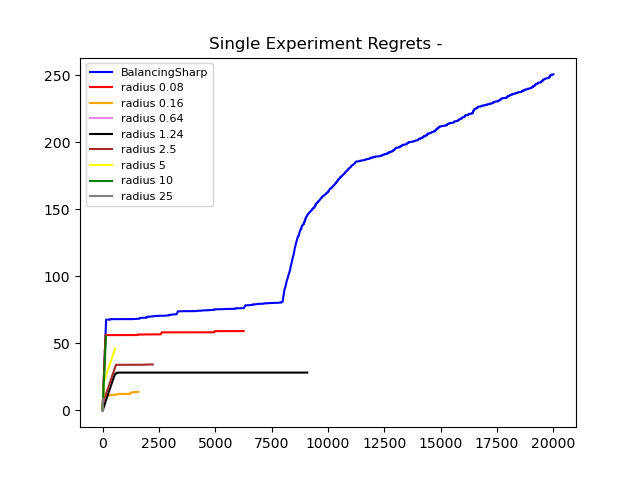 Single Experiment Regrets -
BalancingSharp
radius 0.08
radius 0.16
radius 0.64
radius 1.24
radius 2.5
radius 5
radius 10
radius 25
250
200
150
100
50
0
0 2500 5000 7500 10000 12500 15000 17500 20000